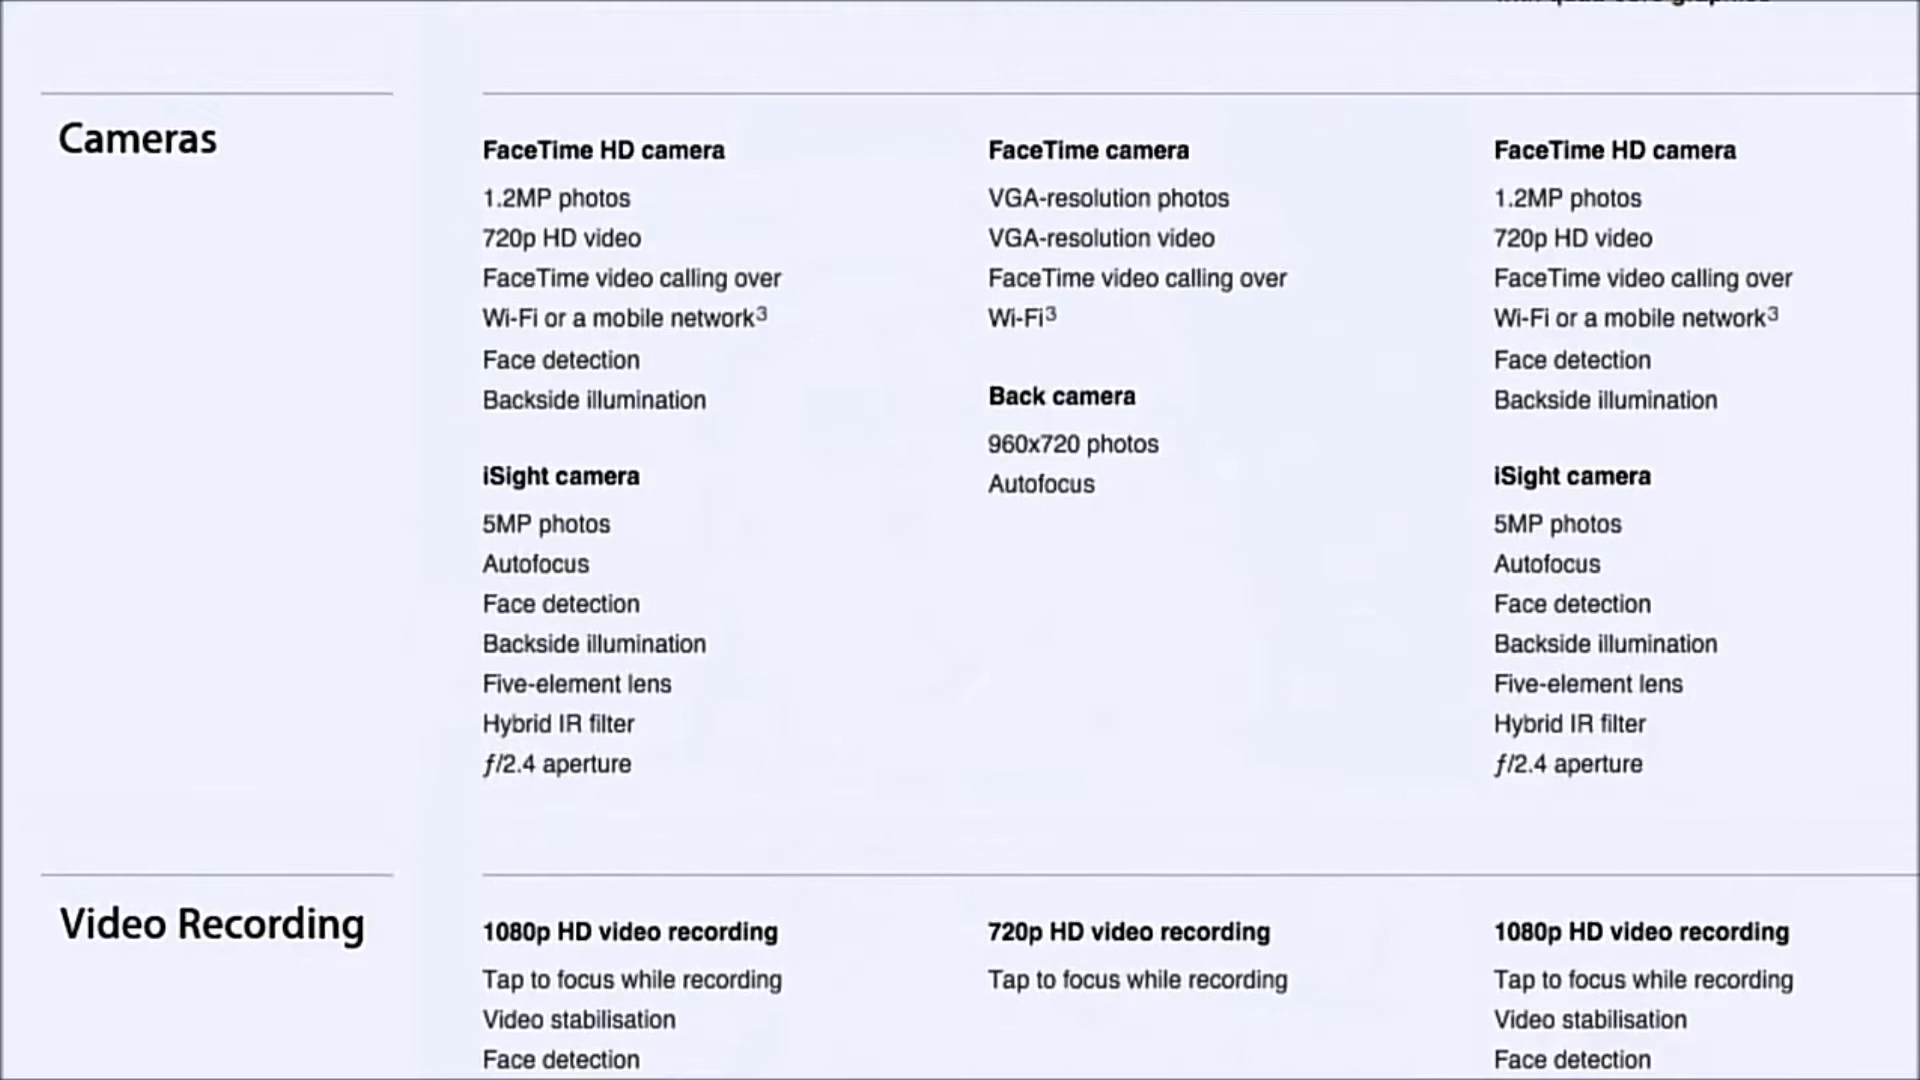 Cameras
FaceTime HD camera
1.2MP photos
720p HD video
FaceTime video calling over
Wi-Fi or a mobile network3
Face detection
Backside illumination
iSight camera
5MP photos
Autofocus
Face detection
Backside illumination
Five-element lens
Hybrid IR filter
ƒ/2.4 aperture
FaceTime camera
VGA-resolution photos
VGA-resolution video
FaceTime video calling over
Wi-Fi3
Back camera
960x720 photos
Autofocus
FaceTime HD camera
1.2MP photos
720p HD video
FaceTime video calling over
Wi-Fi or a mobile network3
Face detection
Backside illumination
iSight camera
5MP photos
Autofocus
Face detection
Backside illumination
Five-element lens
Hybrid IR filter
ƒ/2.4 aperture
Video Recording
1080p HD video recording
Tap to focus while recording
Video stabilisation
Face detection
720p HD video recording
Tap to focus while recording
1080p HD video recording
Tap to focus while recording
Video stabilisation
Face detection